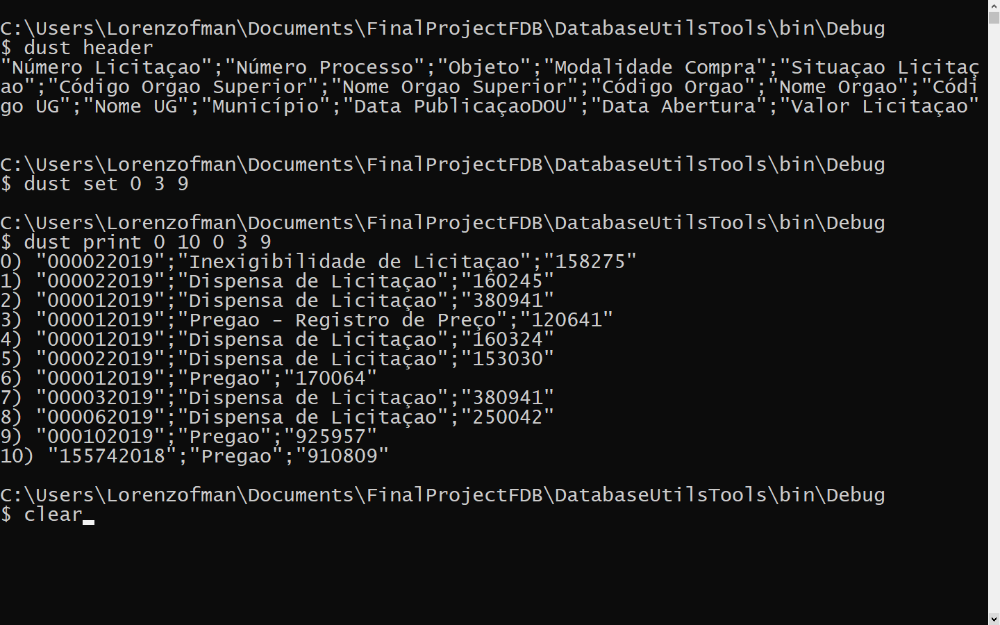 C:\Users\Lorenzofman\Documents\FinalProjectFDB\DatabaseUtilsTools\bin\Debug
$ dust header
"Número Licitaçao";"Número Processo";"Objeto";"Modalidade Compra";"Situaçao Licitaç
ao";"Código Orgao Superior";"Nome Orgao Superior";"Código Orgao";"Nome Orgao";"Códi
go UG";"Nome UG";"Município";"Data PublicaçaoDOU";"Data Abertura";"Valor Licitaçao"
C:\Users\Lorenzofman\Documents\FinalProjectFDB\DatabaseUtilsTools\bin\Debug
$ dust set 0 3 9
C:\Users\Lorenzofman\Documents\FinalProjectFDB\DatabaseUtilsTools\bin\Debug
$ dust print 0 10 0 3 9
0) "000022019";"Inexigibilidade de Licitaçao";"158275"
1) "000022019";"Dispensa de Licitaçao";"160245"
2) "000012019";"Dispensa de Licitaçao";"380941"
3) "000012019";"Pregao - Registro de Preço";"120641"
4) "000012019";"Dispensa de Licitaçao";"160324"
5) "000022019";"Dispensa de Licitaçao";"153030"
6) "000012019";"Pregao";"170064"
7) "000032019";"Dispensa de Licitaçao";"380941"
8) "000062019";"Dispensa de Licitaçao";"250042"
9) "000102019";"Pregao";"925957"
10) "155742018";"Pregao";"910809"
C:\Users\Lorenzofman\Documents\FinalProjectFDB\DatabaseUtilsTools\bin\Debug
$ clear